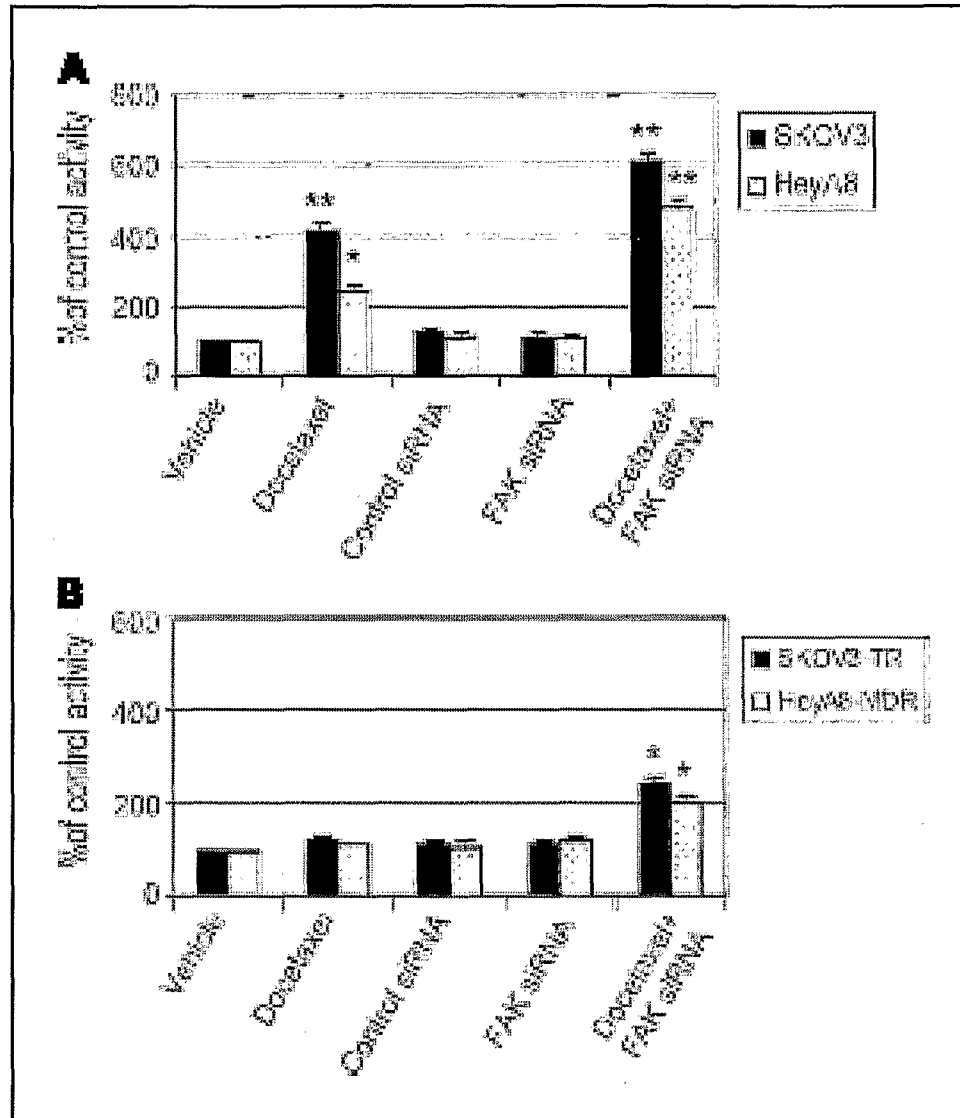 A
% of control activity
800
600
400
200
0
**
*
**
**
SKOV3
HeyA8
Vehicle
Docetaxel
Control siRNA
FAK siRNA
Docetaxel+
FAK siRNA
B
% of control activity
600
400
200
0
*
*
SKOV3-TR
HeyA8-MDR
Vehicle
Docetaxel
Control siRNA
FAK siRNA
Docetaxel+
FAK siRNA